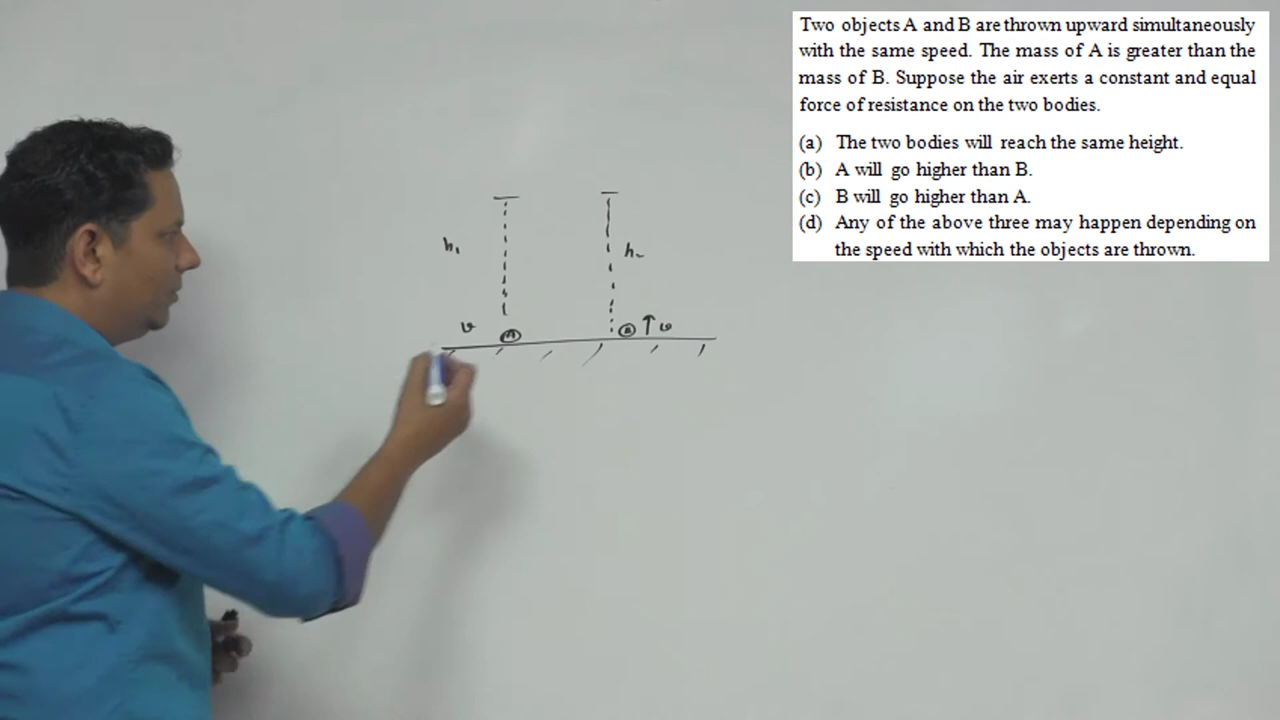 Two objects A and B are thrown upward simultaneously
with the same speed. The mass of A is greater than the
mass of B. Suppose the air exerts a constant and equal
force of resistance on the two bodies.
(a) The two bodies will reach the same height.
(b) A will go higher than B.
(c) B will go higher than A.
(d) Any of the above three may happen depending on
the speed with which the objects are thrown.
h₁
h₂
v
A
B
v